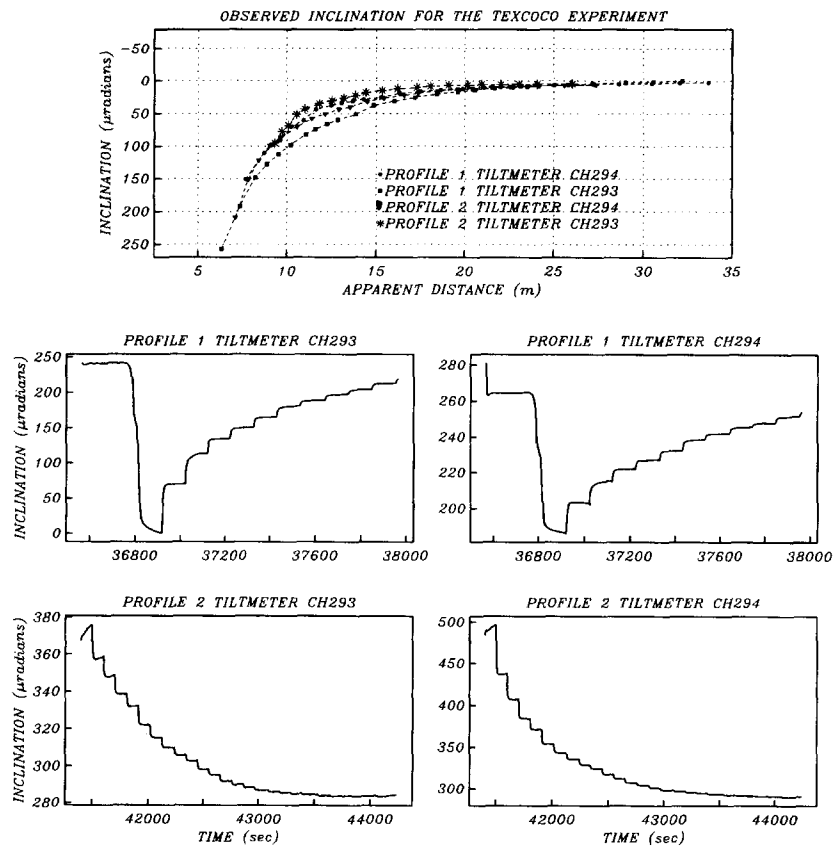 OBSERVED INCLINATION FOR THE TEXCOCO EXPERIMENT
INCLINATION (μradians)
-50
0
50
100
150
200
250
•PROFILE 1 TILTMETER CH294
▪PROFILE 1 TILTMETER CH293
▾PROFILE 2 TILTMETER CH294
*PROFILE 2 TILTMETER CH293
5 10 15 20 25 30 35
APPARENT DISTANCE (m)
PROFILE 1 TILTMETER CH293
INCLINATION (μradians)
250
200
150
100
50
0
36800 37200 37600 38000
PROFILE 1 TILTMETER CH294
280
260
240
220
200
36800 37200 37600 38000
PROFILE 2 TILTMETER CH293
INCLINATION (μradians)
380
360
340
320
300
280
42000 43000 44000
TIME (sec)
PROFILE 2 TILTMETER CH294
500
450
400
350
300
42000 43000 44000
TIME (sec)